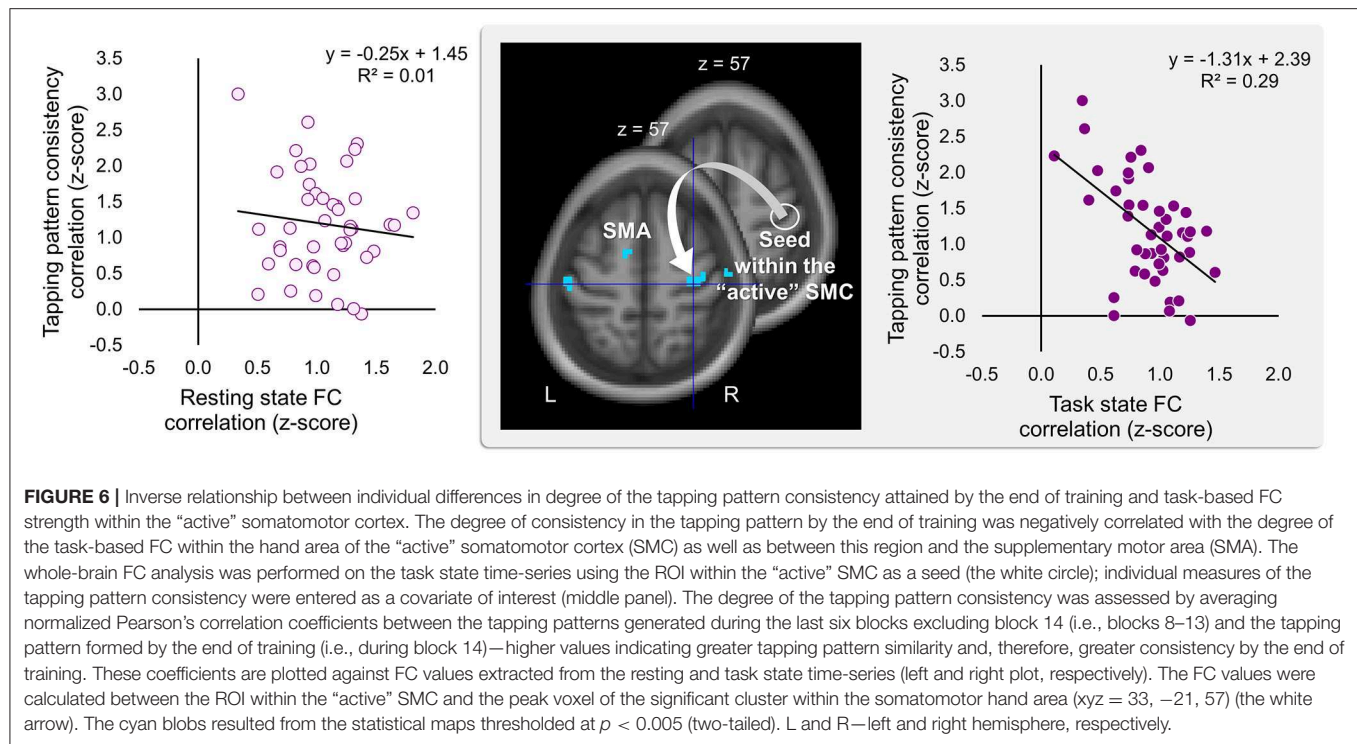 y = -0.25x + 1.45
R² = 0.01
Tapping pattern consistency
correlation (z-score)
3.5
3.0
2.5
2.0
1.5
1.0
0.5
0.0
-0.5
-0.5 0.0 0.5 1.0 1.5 2.0
Resting state FC
correlation (z-score)
z = 57
z = 57
SMA
Seed
within the
“active” SMC
L R
y = -1.31x + 2.39
R² = 0.29
Tapping pattern consistency
correlation (z-score)
3.5
3.0
2.5
2.0
1.5
1.0
0.5
0.0
-0.5
-0.5 0.0 0.5 1.0 1.5 2.0
Task state FC
correlation (z-score)
FIGURE 6 | Inverse relationship between individual differences in degree of the tapping pattern consistency attained by the end of training and task-based FC
strength within the “active” somatomotor cortex. The degree of consistency in the tapping pattern by the end of training was negatively correlated with the degree of
the task-based FC within the hand area of the “active” somatomotor cortex (SMC) as well as between this region and the supplementary motor area (SMA). The
whole-brain FC analysis was performed on the task state time-series using the ROI within the “active” SMC as a seed (the white circle); individual measures of the
tapping pattern consistency were entered as a covariate of interest (middle panel). The degree of the tapping pattern consistency was assessed by averaging
normalized Pearson’s correlation coefficients between the tapping patterns generated during the last six blocks excluding block 14 (i.e., blocks 8–13) and the tapping
pattern formed by the end of training (i.e., during block 14)—higher values indicating greater tapping pattern similarity and, therefore, greater consistency by the end of
training. These coefficients are plotted against FC values extracted from the resting and task state time-series (left and right plot, respectively). The FC values were
calculated between the ROI within the “active” SMC and the peak voxel of the significant cluster within the somatomotor hand area (xyz = 33, −21, 57) (the white
arrow). The cyan blobs resulted from the statistical maps thresholded at p < 0.005 (two-tailed). L and R—left and right hemisphere, respectively.